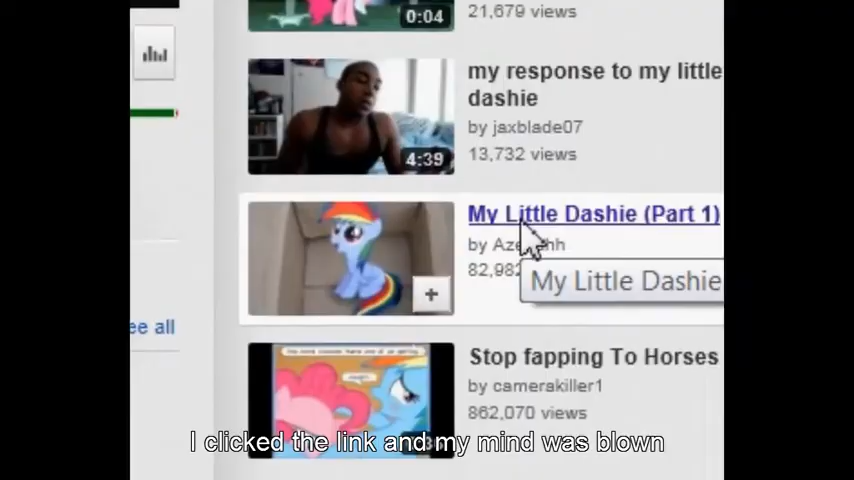 0:04
21,679 views
my response to my little
dashie
by jaxblade07
13,732 views
4:39
My Little Dashie (Part 1)
by
82,982
My Little Dashie
ee all
Stop fapping To Horses
by camerakiller1
862,070 views
I clicked the link and my mind was blown